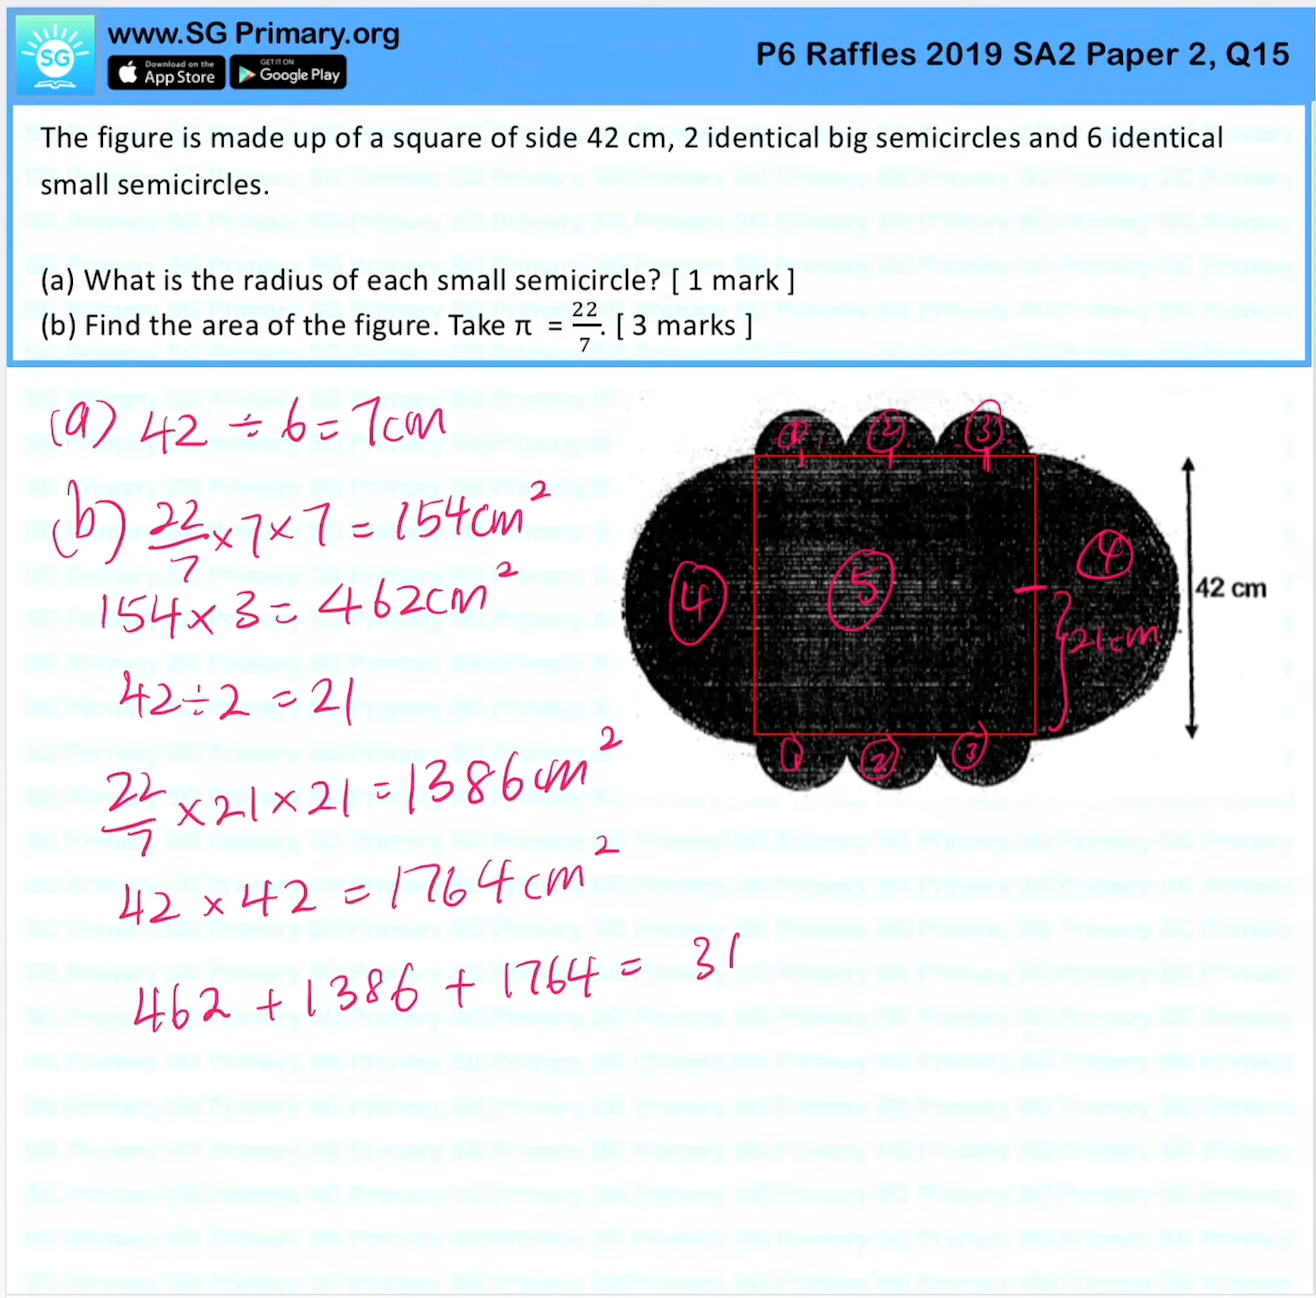 www.SG Primary.org
SG
Download on the
App Store
GET IT ON
Google Play
P6 Raffles 2019 SA2 Paper 2, Q15
The figure is made up of a square of side 42 cm, 2 identical big semicircles and 6 identical
small semicircles.
(a) What is the radius of each small semicircle? [ 1 mark ]
(b) Find the area of the figure. Take π = 22/7. [ 3 marks ]
(a) 42 ÷ 6 = 7cm
(b) 22/7 × 7 × 7 = 154cm²
154 × 3 = 462cm²
42 ÷ 2 = 21
22/7 × 21 × 21 = 1386cm²
42 × 42 = 1764cm²
462 + 1386 + 1764 = 31
1 2 3
4 5 4
21cm
42 cm
1 2 3